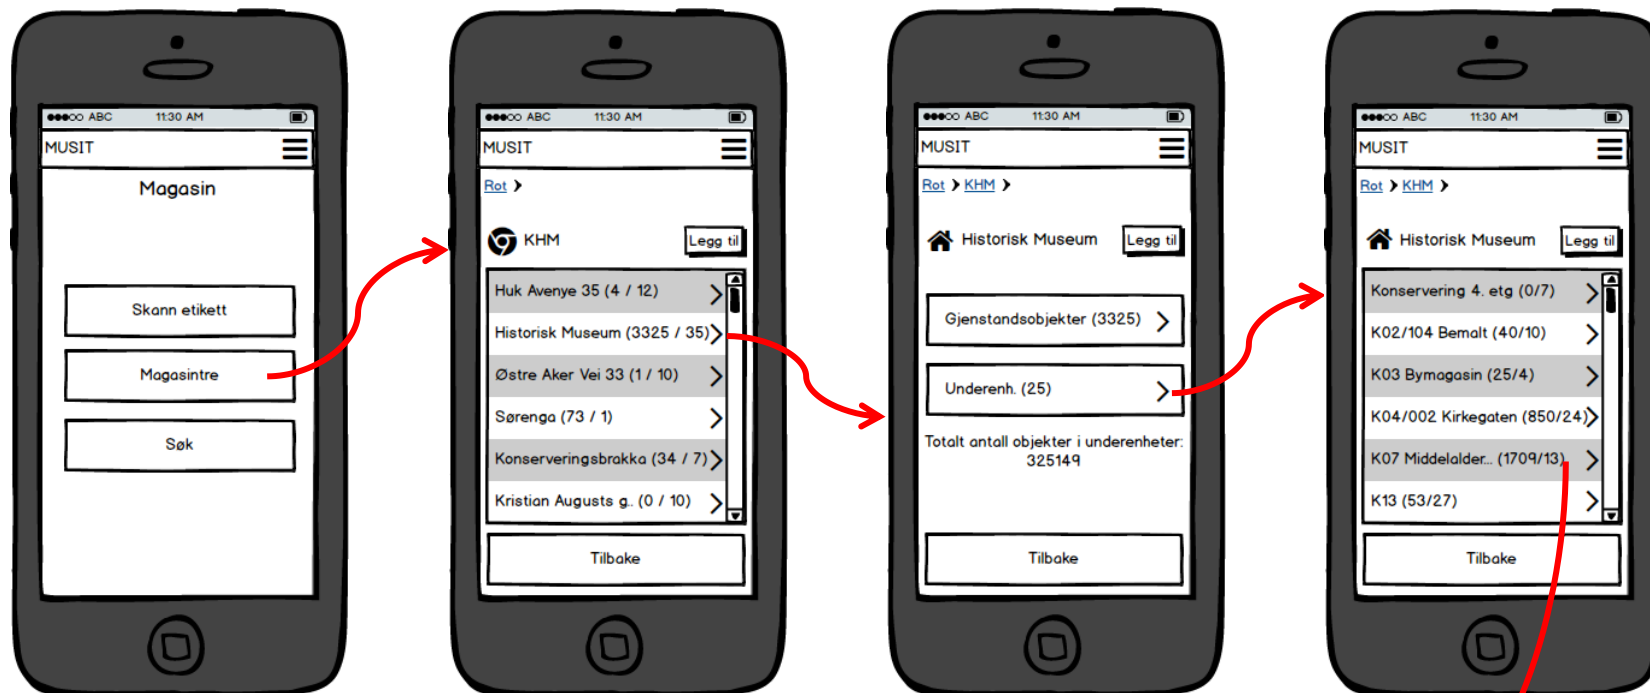 ABC 11:30 AM
MUSIT
Magasin
Skann etikett
Magasintre
Søk
ABC 11:30 AM
MUSIT
Rot
KHM
Legg til
Huk Avenye 35 (4 / 12)
Historisk Museum (3325 / 35)
Østre Aker Vei 33 (1 / 10)
Sørenga (73 / 1)
Konserveringsbrakka (34 / 7)
Kristian Augusts g.. (0 / 10)
Tilbake
ABC 11:30 AM
MUSIT
Rot KHM
Historisk Museum
Legg til
Gjenstandsobjekter (3325)
Underenh. (25)
Totalt antall objekter i underenheter:
325149
Tilbake
ABC 11:30 AM
MUSIT
Rot KHM
Historisk Museum
Legg til
Konservering 4. etg (0/7)
K02/104 Bemalt (40/10)
K03 Bymagasin (25/4)
K04/002 Kirkegaten (850/24)
K07 Middelalder... (1709/13)
K13 (53/27)
Tilbake